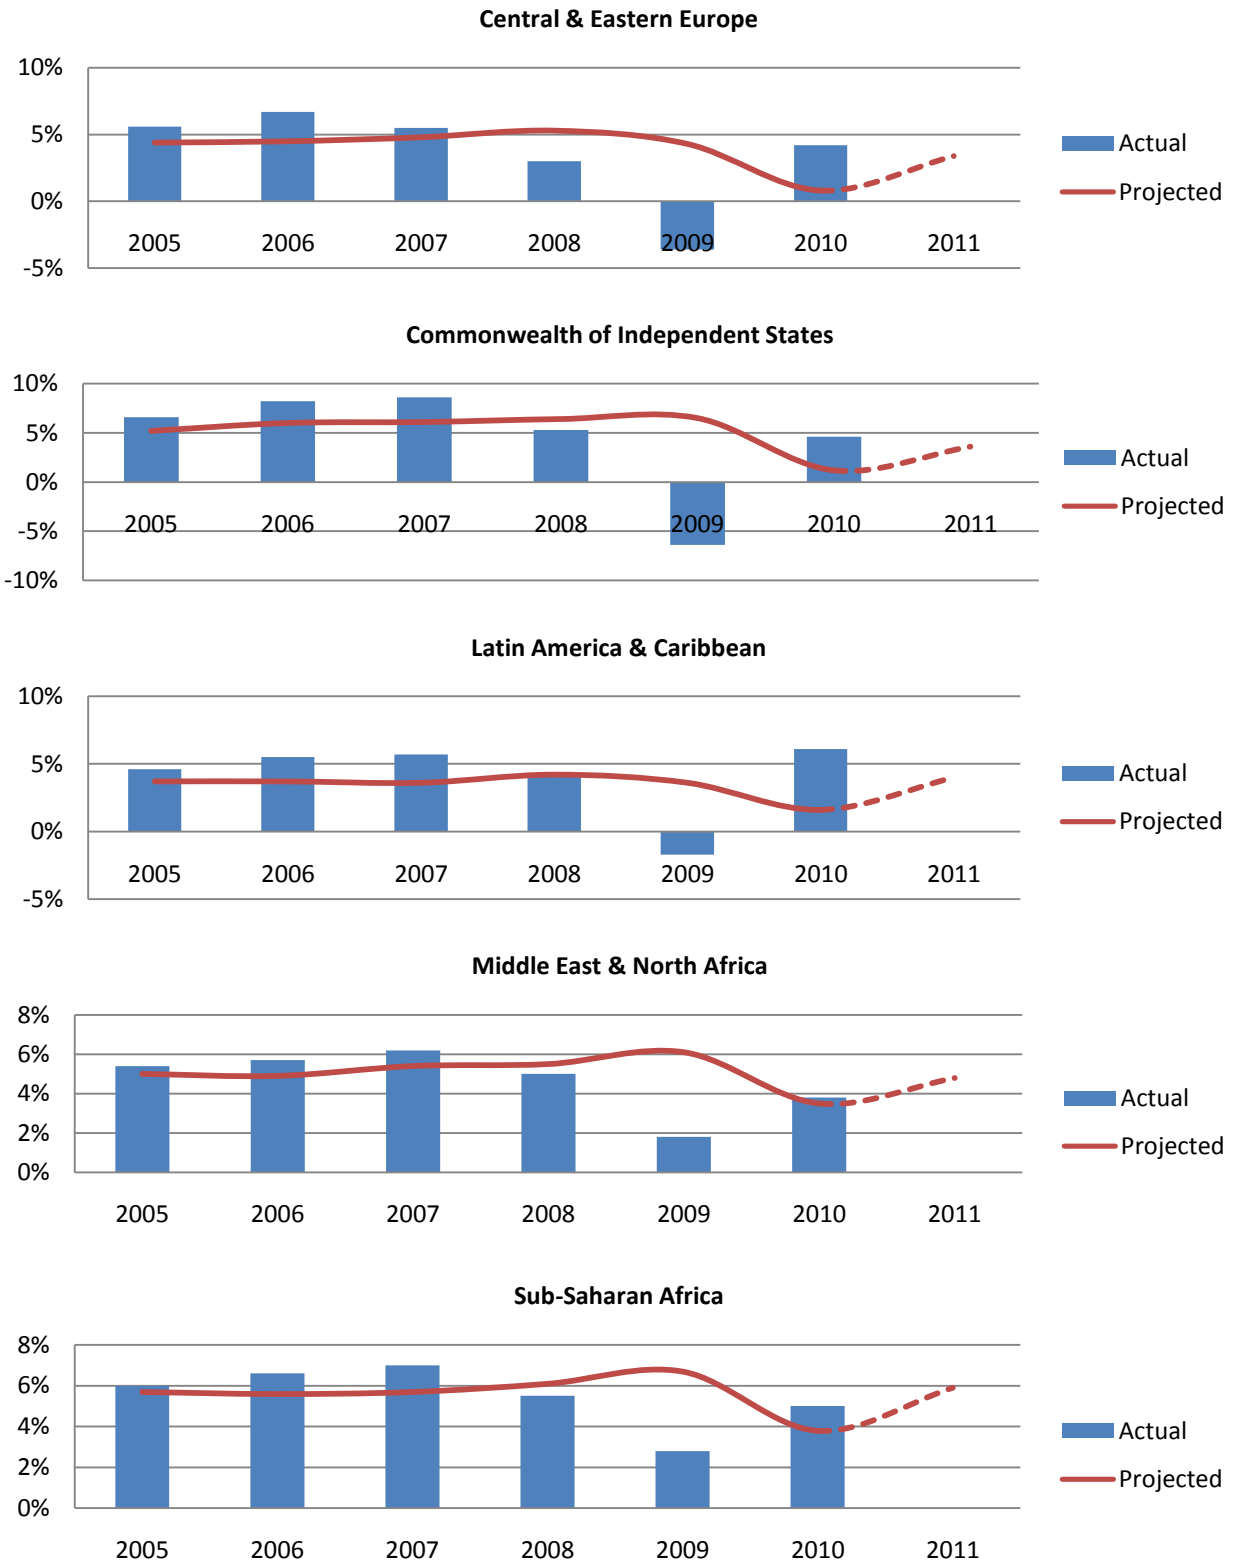 Central & Eastern Europe
10%
5%
0%
-5%
2005 2006 2007 2008 2009 2010 2011
Actual
Projected
Commonwealth of Independent States
10%
5%
0%
-5%
-10%
2005 2006 2007 2008 2009 2010 2011
Actual
Projected
Latin America & Caribbean
10%
5%
0%
-5%
2005 2006 2007 2008 2009 2010 2011
Actual
Projected
Middle East & North Africa
8%
6%
4%
2%
0%
2005 2006 2007 2008 2009 2010 2011
Actual
Projected
Sub-Saharan Africa
8%
6%
4%
2%
0%
2005 2006 2007 2008 2009 2010 2011
Actual
Projected